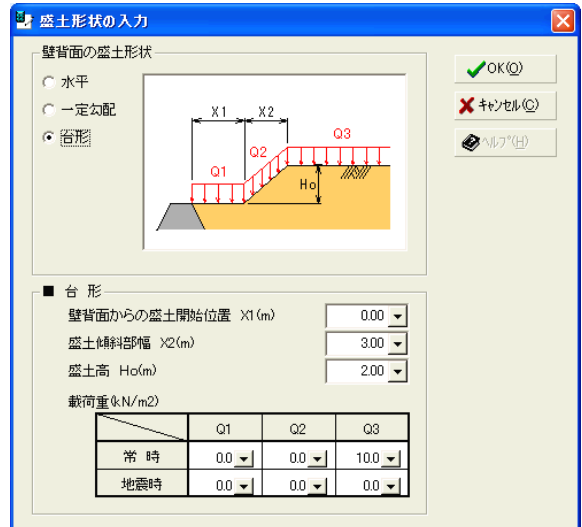 盛土形状の入力
壁背面の盛土形状
水平
一定勾配
台形
X1 X2
Q1 Q2 Q3
Ho
OK(O)
キャンセル(C)
ヘルプ(H)
■ 台 形
壁背面からの盛土開始位置 X1(m) 0.00
盛土傾斜部幅 X2(m) 3.00
盛土高 Ho(m) 2.00
載荷重(kN/m2)
Q1 Q2 Q3
常 時 0.0 0.0 10.0
地震時 0.0 0.0 0.0